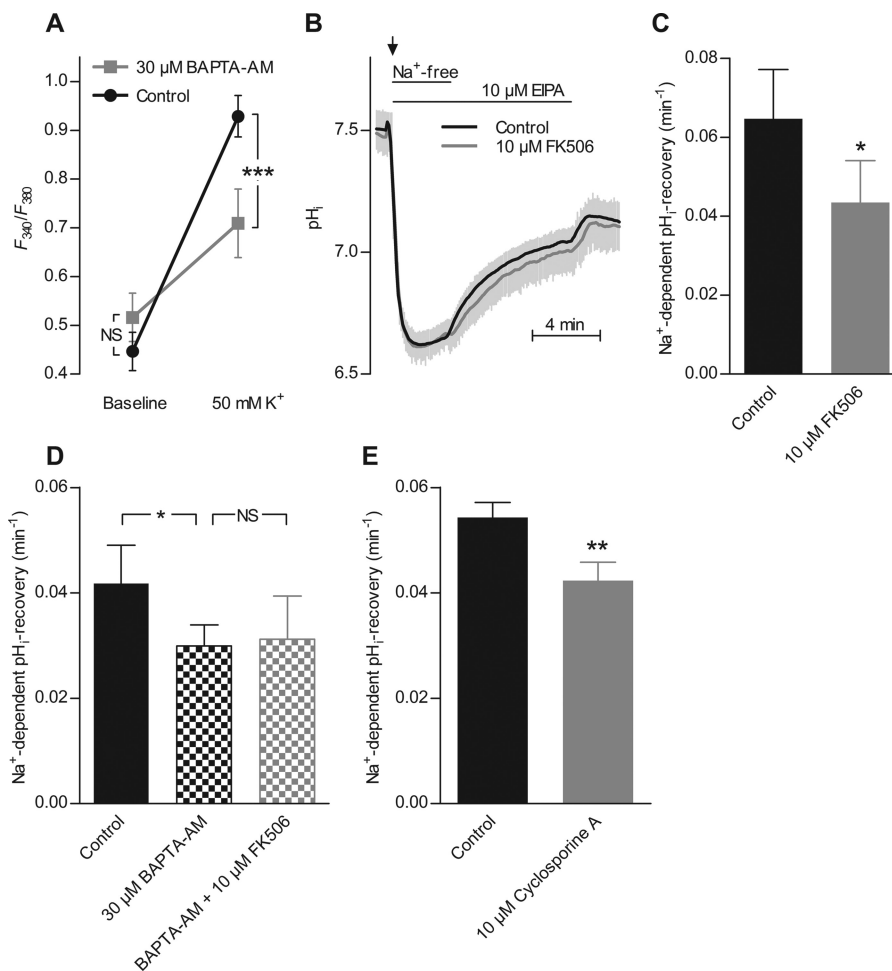 A
30 µM BAPTA-AM
Control
1.0
0.9
0.8
0.7
0.6
0.5
0.4
F340/F380
***
NS
Baseline
50 mM K+
B
Na+-free
10 µM EIPA
Control
10 µM FK506
7.5
7.0
6.5
pHi
4 min
C
0.08
0.06
0.04
0.02
0.00
Na+-dependent pHi-recovery (min-1)
*
Control
10 µM FK506
D
0.06
0.04
0.02
0.00
Na+-dependent pHi-recovery (min-1)
*
NS
Control
30 µM BAPTA-AM
BAPTA-AM + 10 µM FK506
E
0.06
0.04
0.02
0.00
Na+-dependent pHi-recovery (min-1)
**
Control
10 µM Cyclosporine A